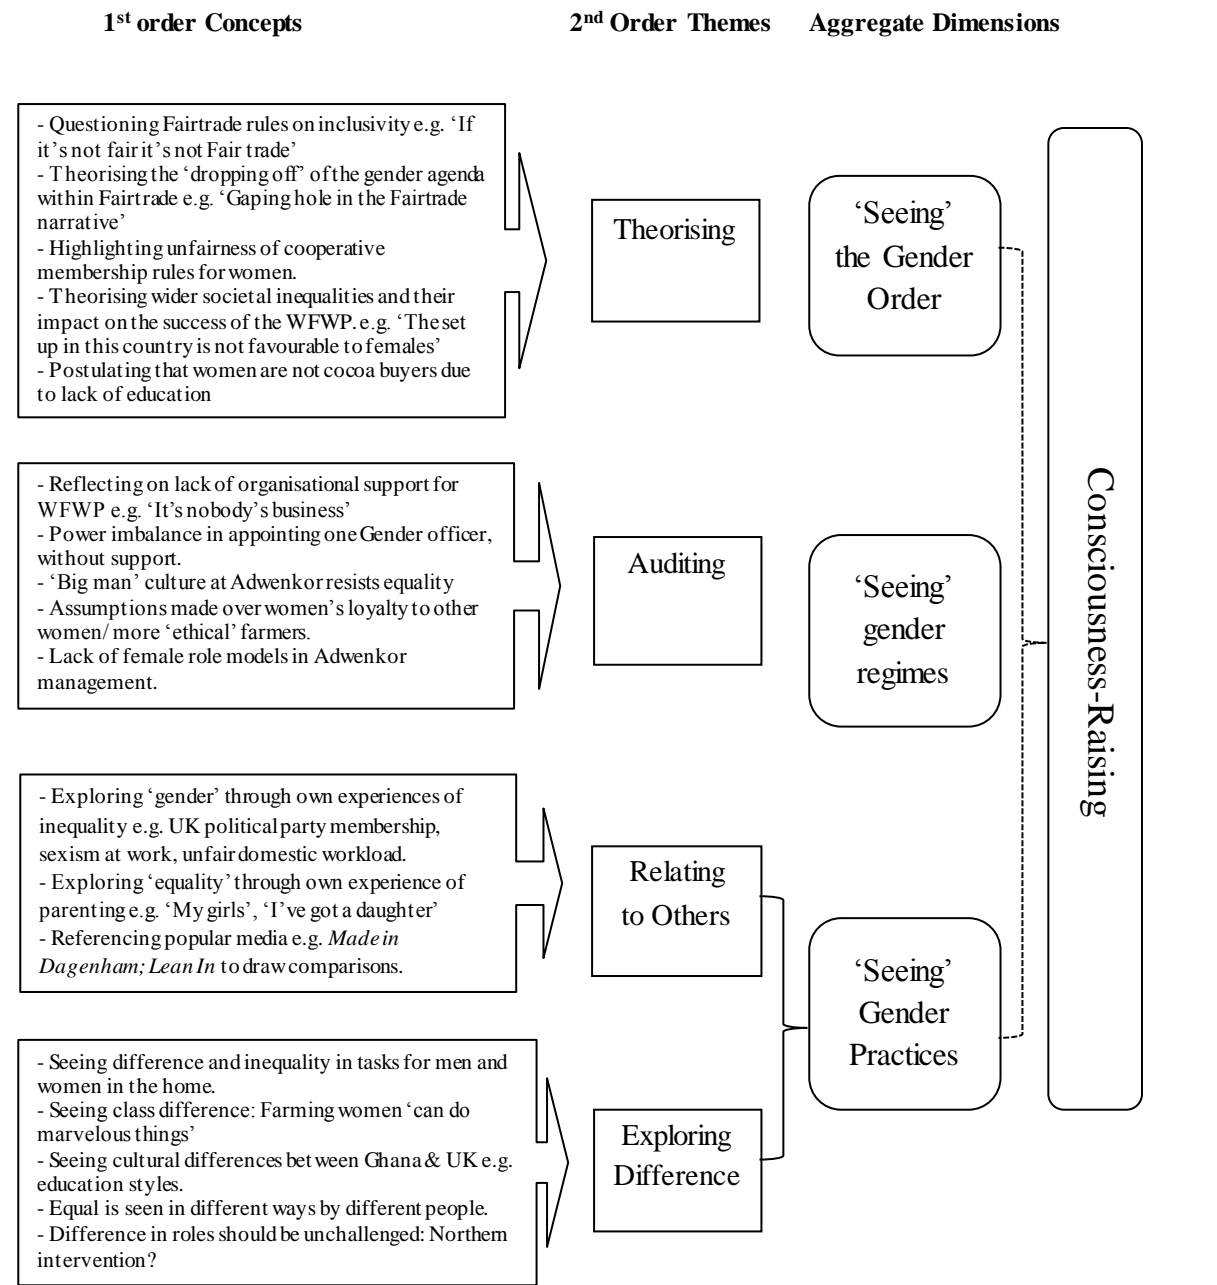 1st order Concepts
2nd Order Themes
Aggregate Dimensions
- Questioning Fairtrade rules on inclusivity e.g. ‘If
it’s not fair it’s not Fair trade’
- Theorising the ‘dropping off’ of the gender agenda
within Fairtrade e.g. ‘Gaping hole in the Fairtrade
narrative’
- Highlighting unfairness of cooperative
membership rules for women.
- Theorising wider societal inequalities and their
impact on the success of the WFWP. e.g. ‘The set
up in this country is not favourable to females’
- Postulating that women are not cocoa buyers due
to lack of education
Theorising
‘Seeing’
the Gender
Order
- Reflecting on lack of organisational support for
WFWP e.g. ‘It’s nobody’s business’
- Power imbalance in appointing one Gender officer,
without support.
- ‘Big man’ culture at Adwenkor resists equality
- Assumptions made over women’s loyalty to other
women/ more ‘ethical’ farmers.
- Lack of female role models in Adwenkor
management.
Auditing
‘Seeing’
gender
regimes
- Exploring ‘gender’ through own experiences of
inequality e.g. UK political party membership,
sexism at work, unfair domestic workload.
- Exploring ‘equality’ through own experience of
parenting e.g. ‘My girls’, ‘I’ve got a daughter’
- Referencing popular media e.g. Made in
Dagenham; Lean In to draw comparisons.
Relating
to Others
‘Seeing’
Gender
Practices
- Seeing difference and inequality in tasks for men and
women in the home.
- Seeing class difference: Farming women ‘can do
marvelous things’
- Seeing cultural differences between Ghana & UK e.g.
education styles.
- Equal is seen in different ways by different people.
- Difference in roles should be unchallenged: Northern
intervention?
Exploring
Difference
Consciousness-Raising